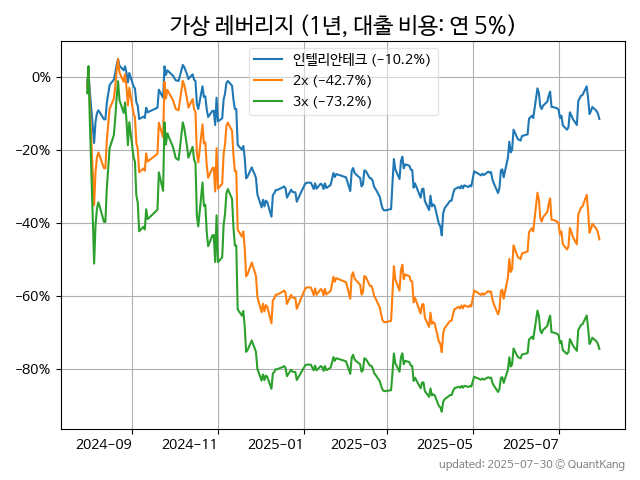 가상 레버리지 (1년, 대출 비용: 연 5%)
인텔리안테크 (-10.2%)
2x (-42.7%)
3x (-73.2%)
0%
-20%
-40%
-60%
-80%
2024-09 2024-11 2025-01 2025-03 2025-05 2025-07
updated: 2025-07-30 © QuantKang